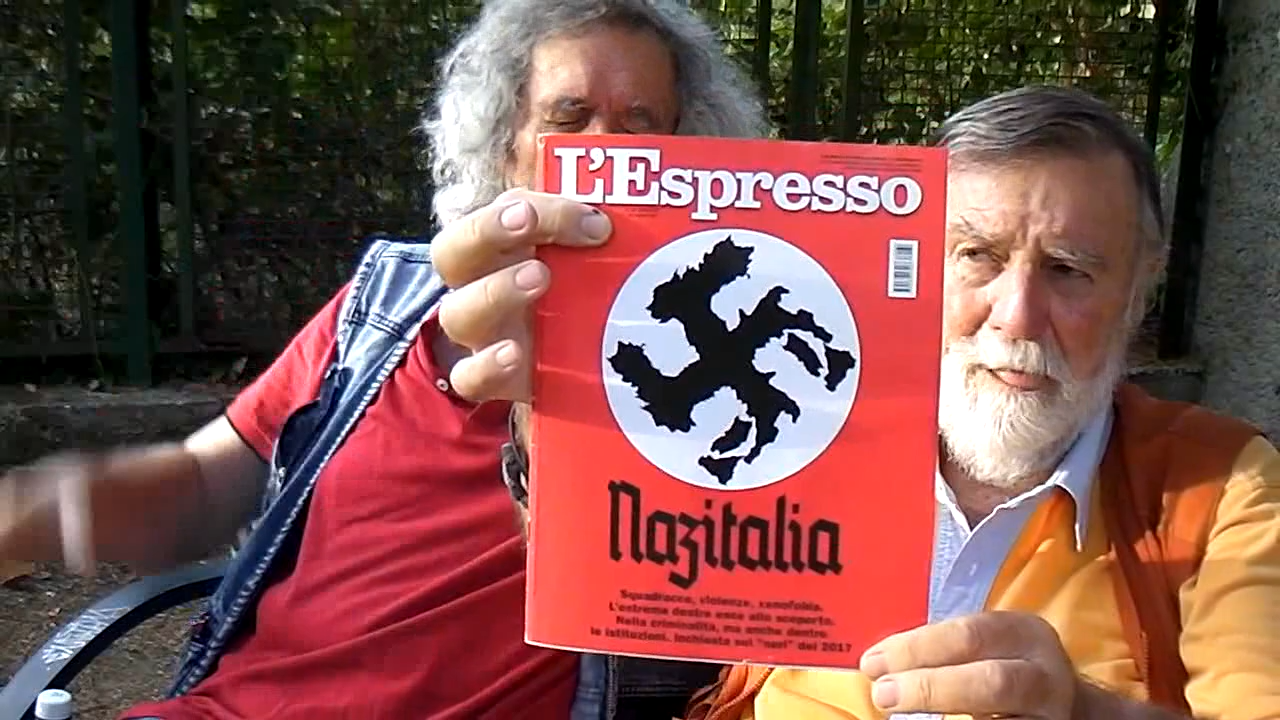 L'Espresso
Nazitalia
Squadracce, violenze, xenofobia.
L'estrema destra esce allo scoperto.
Nella criminalità, ma anche dentro
le istituzioni. Inchiesta sui "neri" del 2017